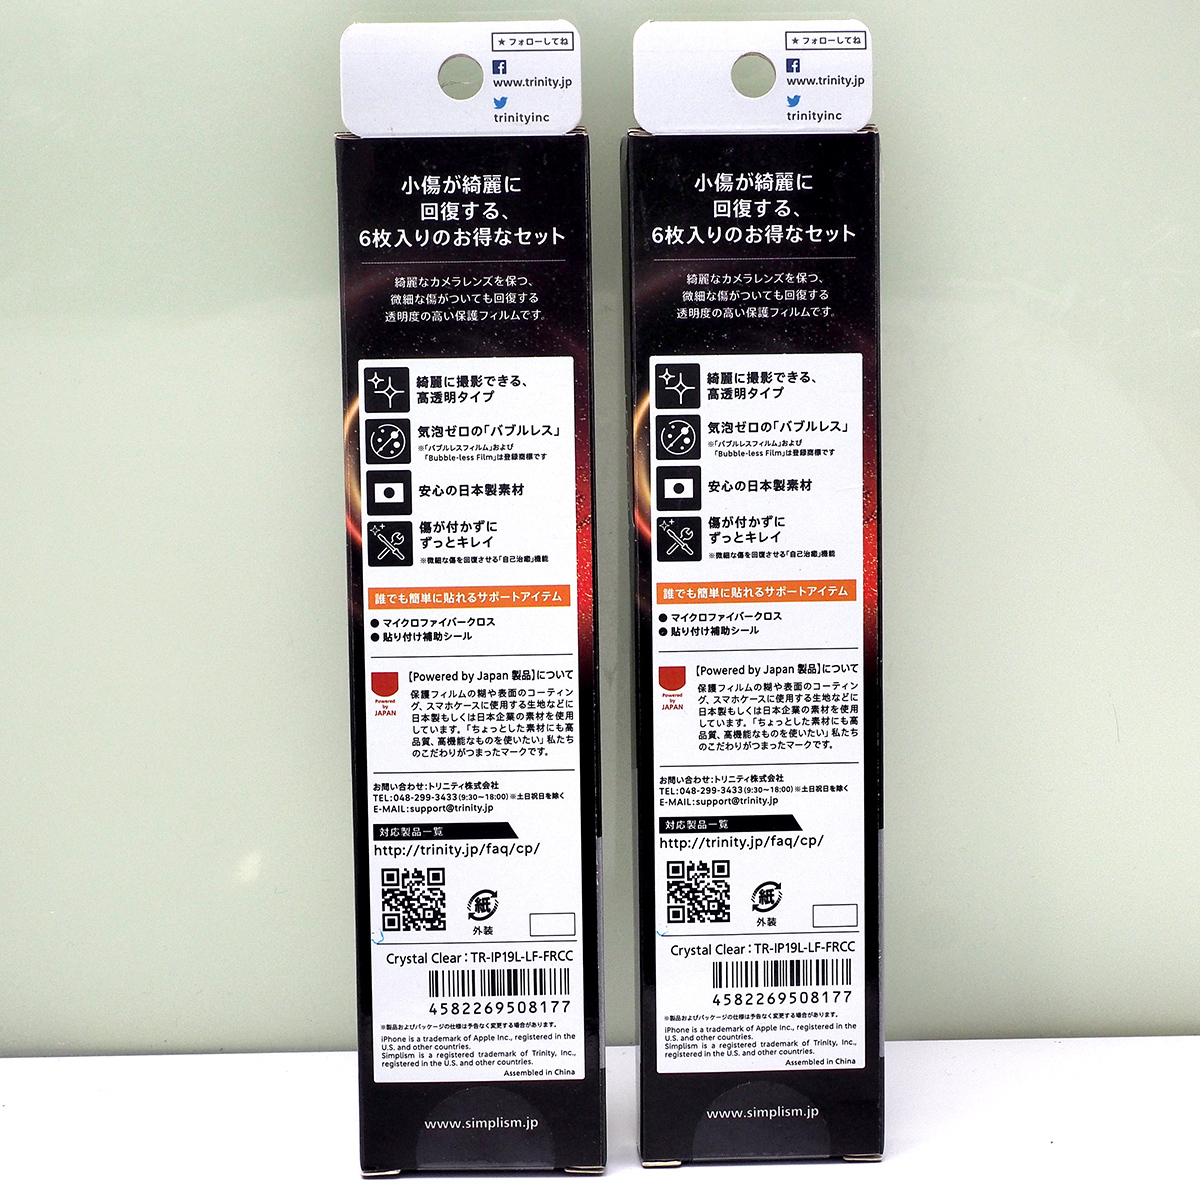 ★フォローしてね
www.trinity.jp
trinityinc
小傷が綺麗に
回復する、
6枚入りのお得なセット
綺麗なカメラレンズを保つ、
微細な傷がついても回復する
透明度の高い保護フィルムです。
綺麗に撮影できる、
高透明タイプ
気泡ゼロの「バブルレス」
※「バブルレスフィルム」および
「Bubble-less Film」は登録商標です
安心の日本製素材
傷が付かずに
ずっとキレイ
※微細な傷を回復させる「自己治癒」機能
誰でも簡単に貼れるサポートアイテム
● マイクロファイバークロス
● 貼り付け補助シール
Powered
by
JAPAN
【Powered by Japan 製品】について
保護フィルムの糊や表面のコーティン
グ、スマホケースに使用する生地などに
日本製もしくは日本企業の素材を使用
しています。「ちょっとした素材にも高
品質、高機能なものを使いたい」私たち
のこだわりがつまったマークです。
お問い合わせ:トリニティ株式会社
TEL:048-299-3433(9:30〜18:00)※土日祝日を除く
E-MAIL:support@trinity.jp
対応製品一覧
http://trinity.jp/faq/cp/
紙
外装
Crystal Clear : TR-IP19L-LF-FRCC
4582269508177
※製品およびパッケージの仕様は予告なく変更する場合があります。
iPhone is a trademark of Apple Inc., registered in the
U.S. and other countries.
Simplism is a registered trademark of Trinity, Inc.,
registered in the U.S. and other countries.
Assembled in China
www.simplism.jp
★フォローしてね
www.trinity.jp
trinityinc
小傷が綺麗に
回復する、
6枚入りのお得なセット
綺麗なカメラレンズを保つ、
微細な傷がついても回復する
透明度の高い保護フィルムです。
綺麗に撮影できる、
高透明タイプ
気泡ゼロの「バブルレス」
※「バブルレスフィルム」および
「Bubble-less Film」は登録商標です
安心の日本製素材
傷が付かずに
ずっとキレイ
※微細な傷を回復させる「自己治癒」機能
誰でも簡単に貼れるサポートアイテム
● マイクロファイバークロス
● 貼り付け補助シール
Powered
by
JAPAN
【Powered by Japan 製品】について
保護フィルムの糊や表面のコーティン
グ、スマホケースに使用する生地などに
日本製もしくは日本企業の素材を使用
しています。「ちょっとした素材にも高
品質、高機能なものを使いたい」私たち
のこだわりがつまったマークです。
お問い合わせ:トリニティ株式会社
TEL:048-299-3433(9:30〜18:00)※土日祝日を除く
E-MAIL:support@trinity.jp
対応製品一覧
http://trinity.jp/faq/cp/
紙
外装
Crystal Clear : TR-IP19L-LF-FRCC
4582269508177
※製品およびパッケージの仕様は予告なく変更する場合があります。
iPhone is a trademark of Apple Inc., registered in the
U.S. and other countries.
Simplism is a registered trademark of Trinity, Inc.,
registered in the U.S. and other countries.
Assembled in China
www.simplism.jp